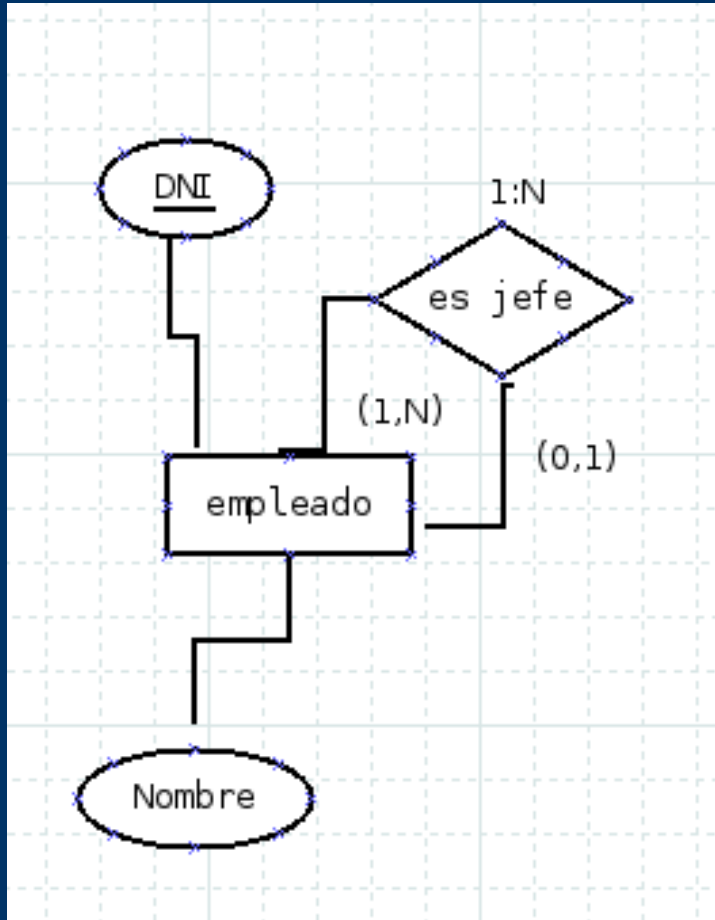 DNI
1:N
es jefe
(1,N)
(0,1)
empleado
Nombre